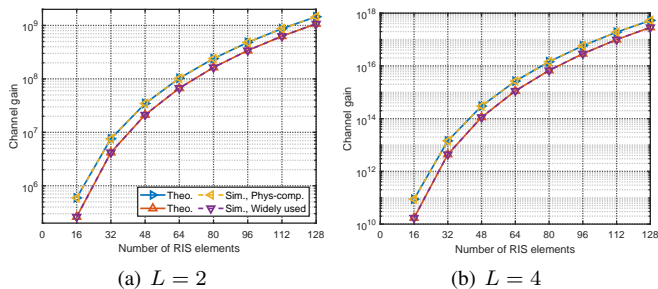 10^9
10^8
10^7
10^6
Channel gain
16 32 48 64 80 96 112 128
Number of RIS elements
Theo. Sim., Phys-comp.
Theo. Sim., Widely used
(a) L = 2
10^18
10^16
10^14
10^12
10^10
Channel gain
16 32 48 64 80 96 112 128
Number of RIS elements
(b) L = 4